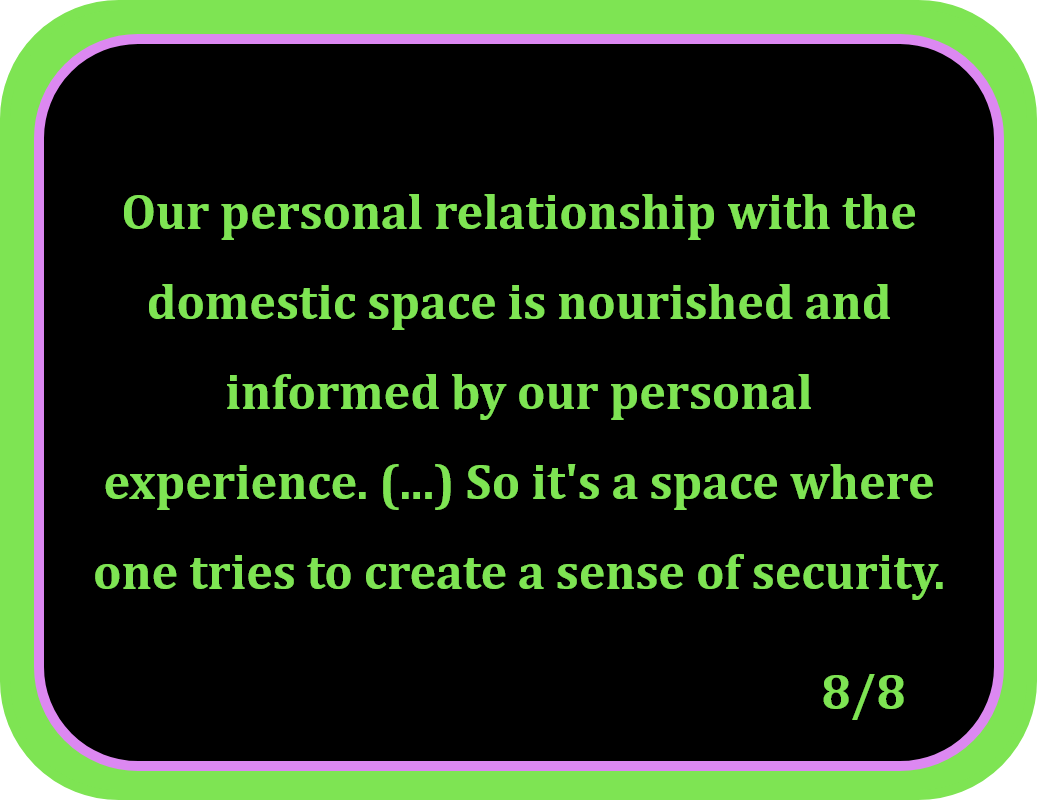 Our personal relationship with the
domestic space is nourished and
informed by our personal
experience. (...) So it's a space where
one tries to create a sense of security.
8/8